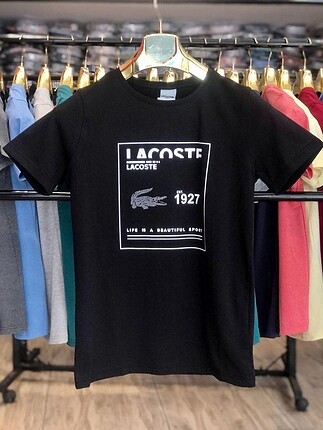 LACOSTE
LACOSTE
EST.
1927
LIFE IS A BEAUTIFUL SPORT